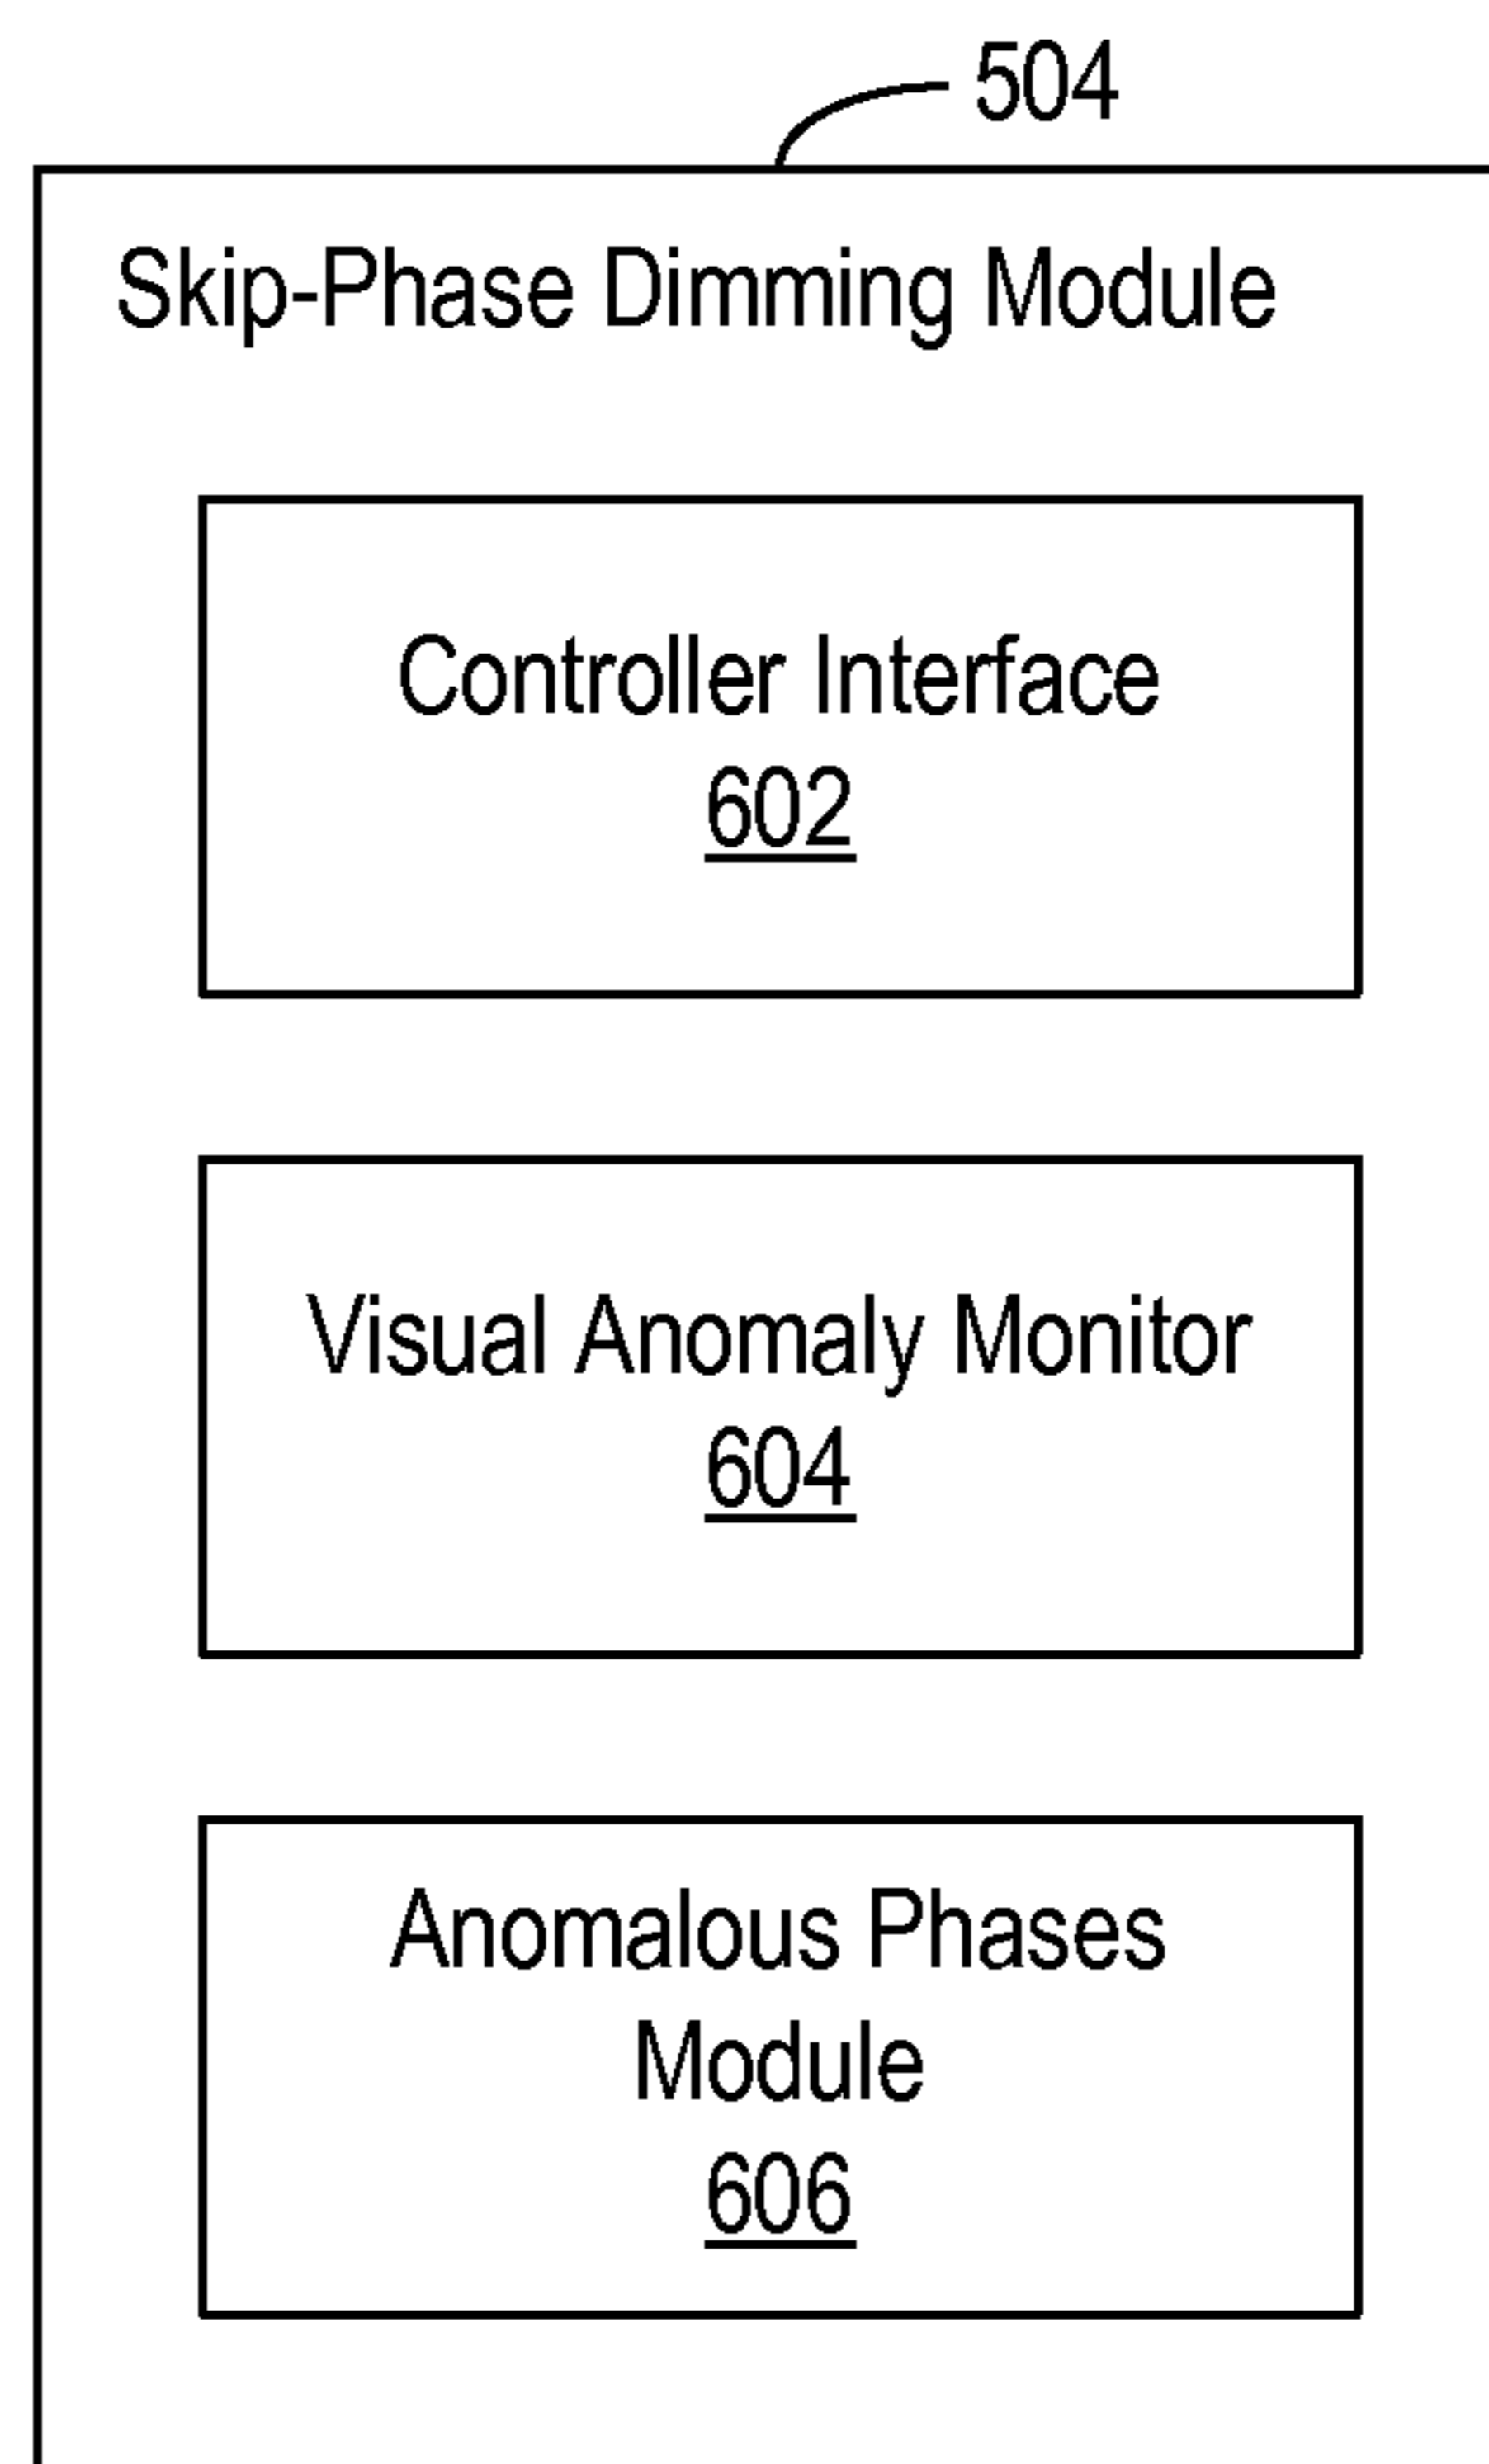 504
Skip-Phase Dimming Module
Controller Interface
602
Visual Anomaly Monitor
604
Anomalous Phases
Module
606